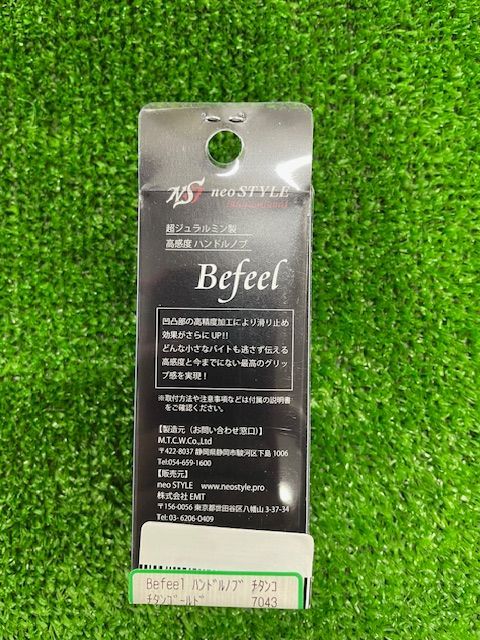 NS neo STYLE
超ジュラルミン製
高感度ハンドルノブ
Befeel
凹凸部の高精度加工により滑り止め
効果がさらにUP!!
どんな小さなバイトも逃さず伝える
高感度と今までにない最高のグリッ
プ感を実現!
※取付方法や注意事項などは付属の説明書
をご確認ください。
【製造元（お問い合わせ窓口）】
M.T.C.W.Co.,Ltd
〒422-8037 静岡県静岡市駿河区下島 1006
Tel:054-659-1600
【販売元】
neo STYLE www.neostyle.pro
株式会社 EMT
〒156-0056 東京都世田谷区八幡山 3-37-34
Tel: 03- 6206-0409
Befeel ﾊﾝﾄﾞﾙﾉﾌﾞ ﾁﾀﾝｺ
ﾁﾀﾝｺﾞｰﾙﾄﾞ 7043